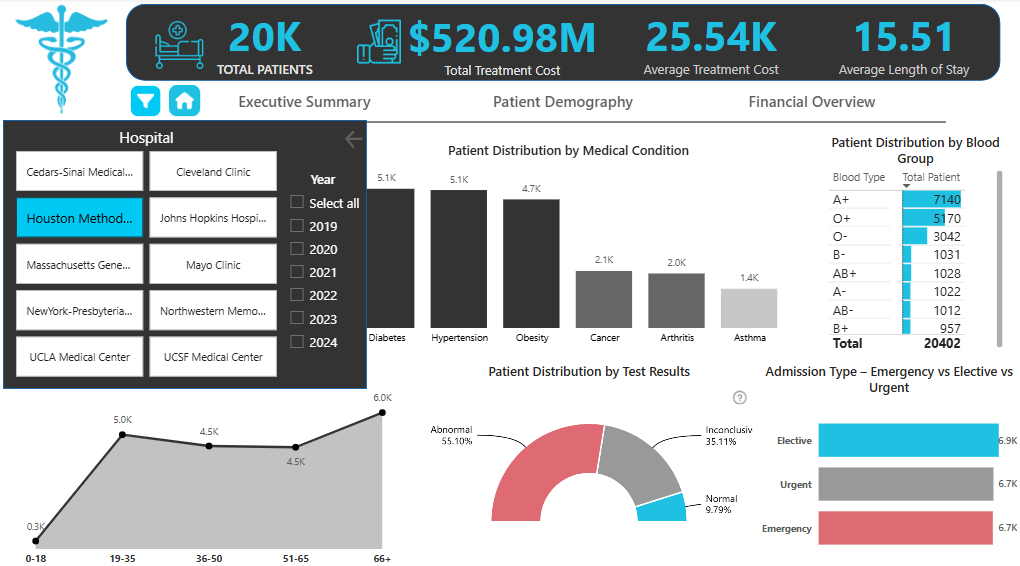 20K
TOTAL PATIENTS
$520.98M
Total Treatment Cost
25.54K
Average Treatment Cost
15.51
Average Length of Stay
Executive Summary
Patient Demography
Financial Overview
Hospital
Cedars-Sinai Medical...
Cleveland Clinic
Houston Method...
Johns Hopkins Hospi...
Massachusetts Gene...
Mayo Clinic
NewYork-Presbyteria...
Northwestern Memo...
UCLA Medical Center
UCSF Medical Center
Year
Select all
2019
2020
2021
2022
2023
2024
Patient Distribution by Medical Condition
5.1K
5.1K
4.7K
2.1K
2.0K
1.4K
Diabetes
Hypertension
Obesity
Cancer
Arthritis
Asthma
Patient Distribution by Blood
Group
Blood Type Total Patient
A+ 7140
O+ 5170
O- 3042
B- 1031
AB+ 1028
A- 1022
AB- 1012
B+ 957
Total 20402
0.3K
5.0K
4.5K
4.5K
6.0K
0-18
19-35
36-50
51-65
66+
Patient Distribution by Test Results
?
Abnormal
55.10%
Inconclusiv
35.11%
Normal
9.79%
Admission Type – Emergency vs Elective vs
Urgent
Elective 6.9K
Urgent 6.7K
Emergency 6.7K